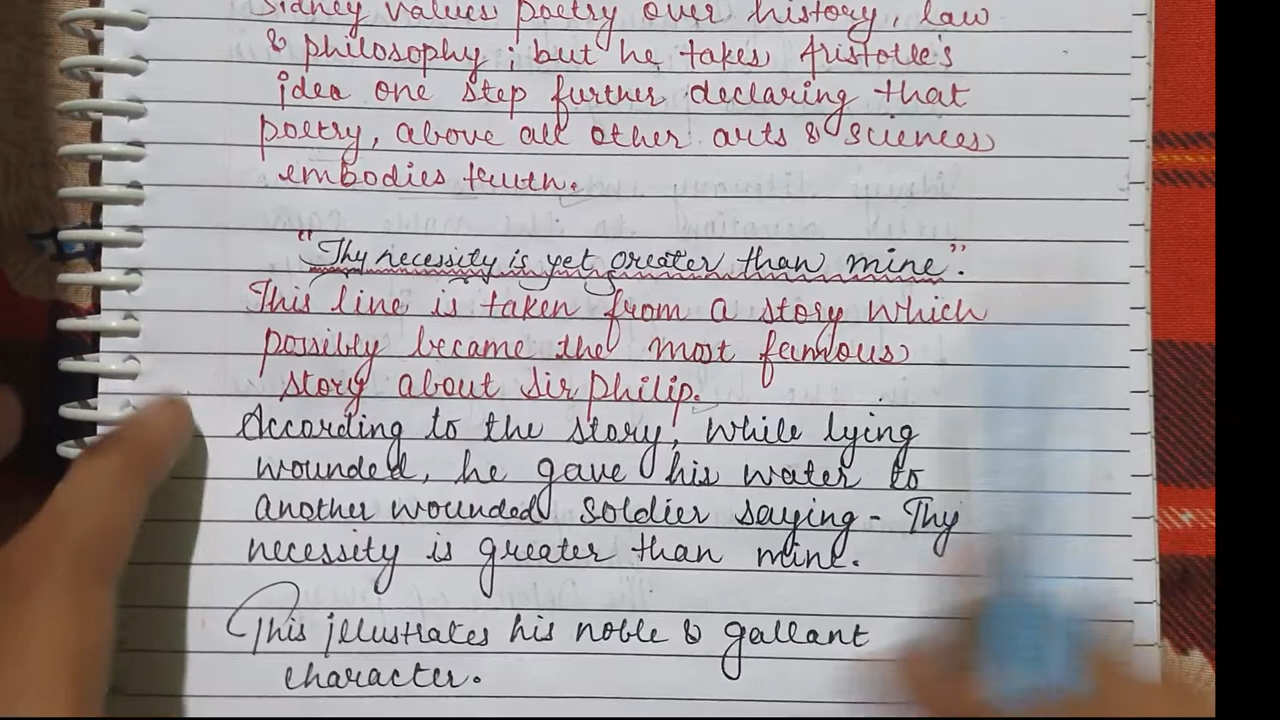 Sidney values poetry over history, law
& philosophy; but he takes Aristotle's
idea one step further declaring that
poetry, above all other arts & sciences
embodies truth.
"Thy necessity is yet greater than mine".
This line is taken from a story which
possibly became the most famous
story about Sir Philip.
According to the story, while lying
wounded, he gave his water to
another wounded soldier saying - Thy
necessity is greater than mine.
This illustrates his noble & gallant
character.